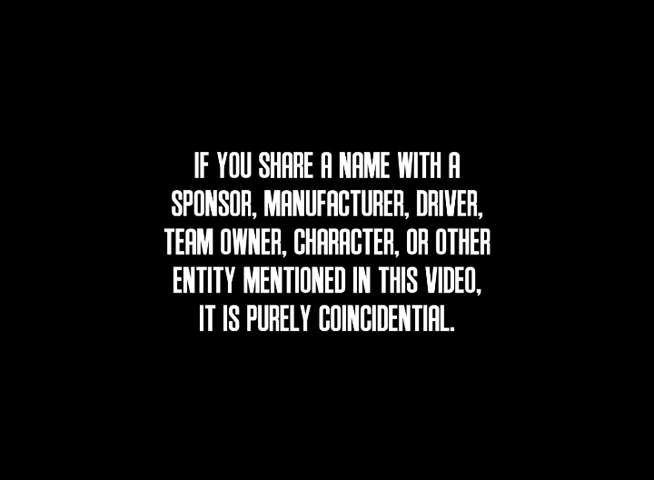 IF YOU SHARE A NAME WITH A
SPONSOR, MANUFACTURER, DRIVER,
TEAM OWNER, CHARACTER, OR OTHER
ENTITY MENTIONED IN THIS VIDEO,
IT IS PURELY COINCIDENTIAL.